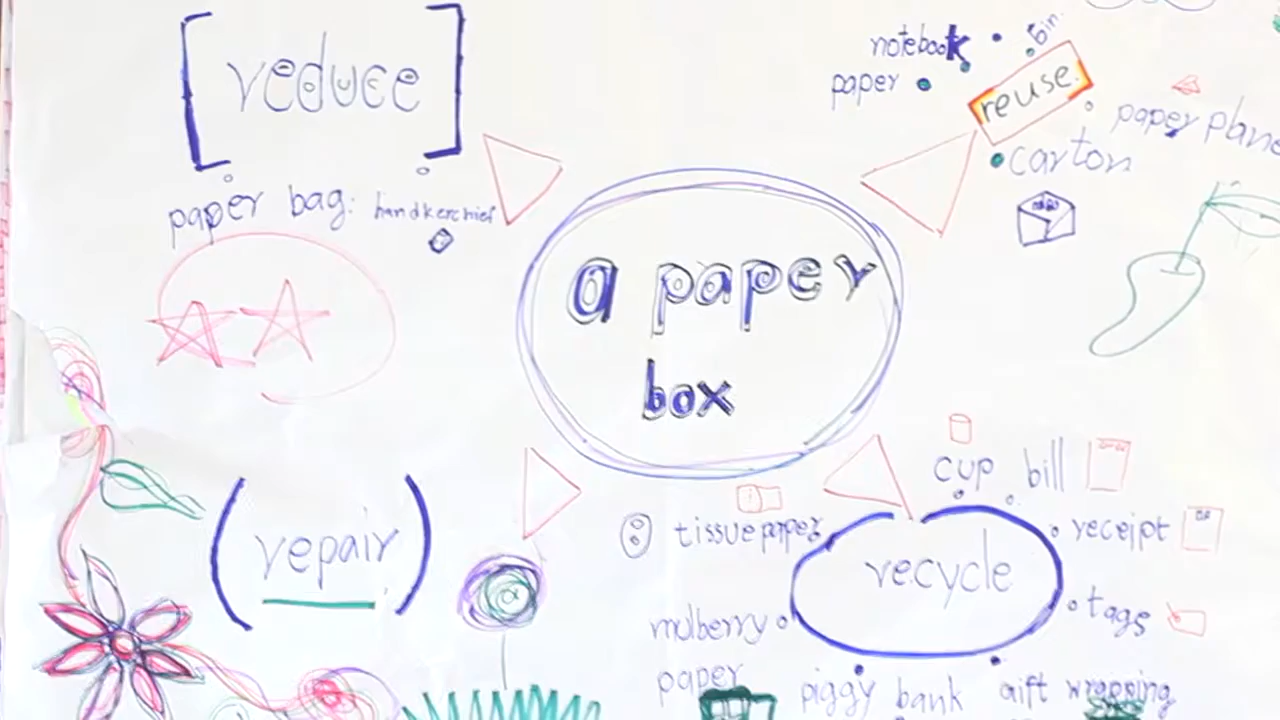 reduce
paper bag: handkerchief
notebook
bin
paper
reuse.
paper plane
carton
a paper
box
repair
cup
bill
tissue paper
receipt
recycle
tags
mulberry
paper
piggy bank
gift wrapping